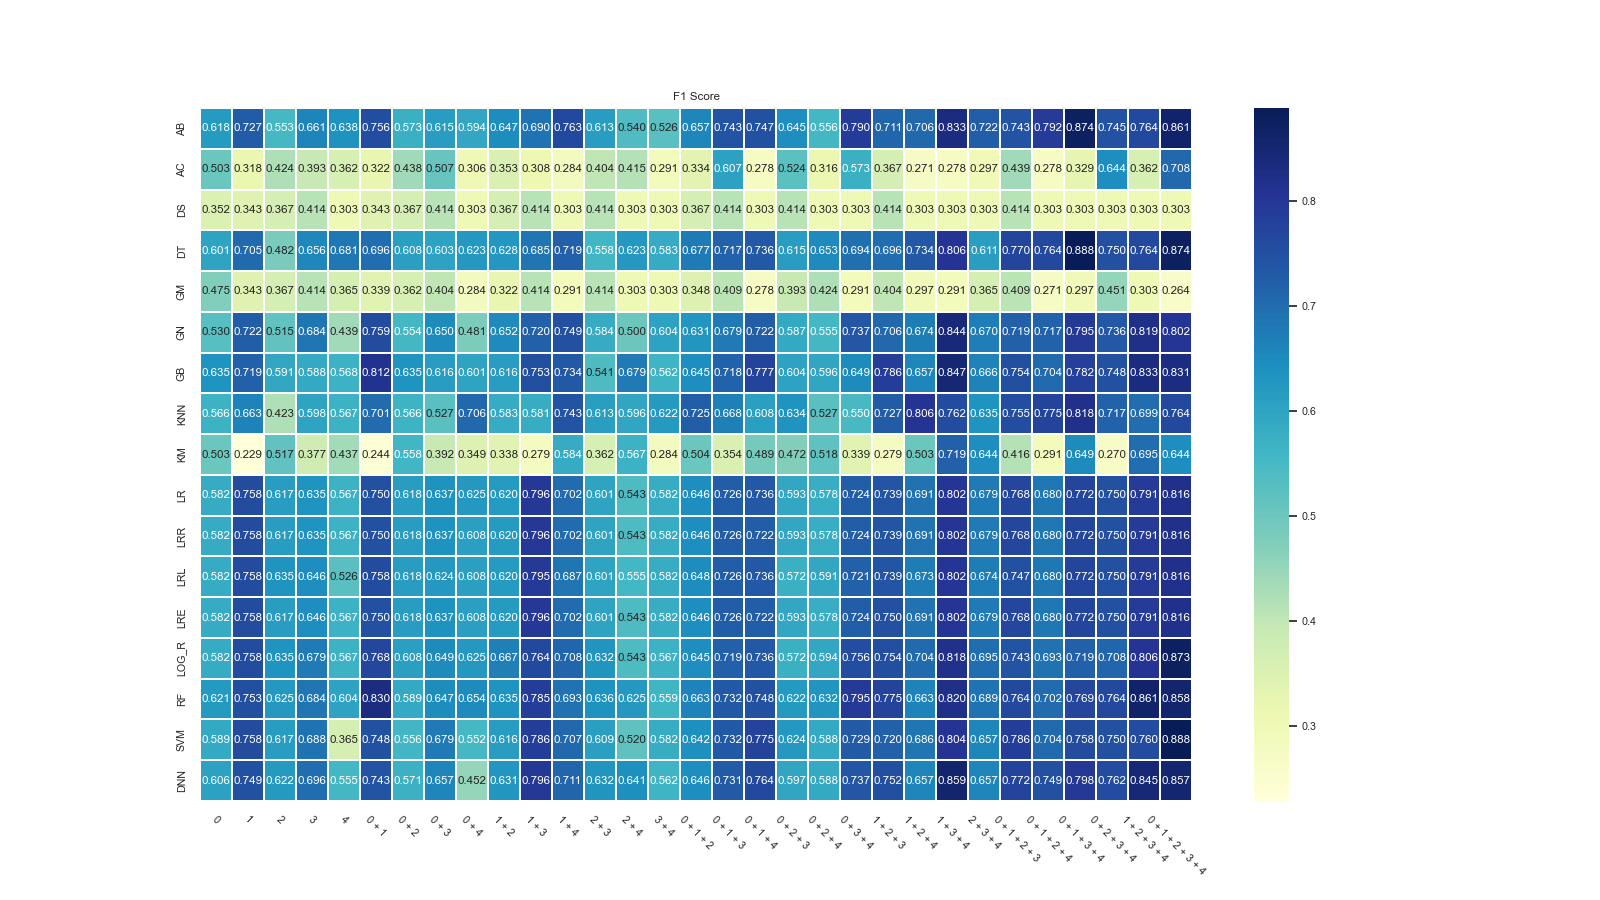 F1 Score
AB 0.618 0.727 0.553 0.661 0.638 0.756 0.573 0.615 0.594 0.647 0.690 0.763 0.613 0.540 0.526 0.657 0.743 0.747 0.645 0.556 0.790 0.711 0.706 0.833 0.722 0.743 0.792 0.874 0.745 0.764 0.861
AC 0.503 0.318 0.424 0.393 0.362 0.322 0.438 0.507 0.306 0.353 0.308 0.284 0.404 0.415 0.291 0.334 0.607 0.278 0.524 0.316 0.573 0.367 0.271 0.278 0.297 0.439 0.278 0.329 0.644 0.362 0.708
DS 0.352 0.343 0.367 0.414 0.303 0.343 0.367 0.414 0.303 0.367 0.414 0.303 0.414 0.303 0.303 0.367 0.414 0.303 0.414 0.303 0.303 0.414 0.303 0.303 0.303 0.414 0.303 0.303 0.303 0.303 0.303
DT 0.601 0.705 0.482 0.656 0.681 0.696 0.608 0.603 0.623 0.628 0.685 0.719 0.558 0.623 0.583 0.677 0.717 0.736 0.615 0.653 0.694 0.696 0.734 0.806 0.611 0.770 0.764 0.888 0.750 0.764 0.874
GM 0.475 0.343 0.367 0.414 0.365 0.339 0.362 0.404 0.284 0.322 0.414 0.291 0.414 0.303 0.303 0.348 0.409 0.278 0.393 0.424 0.291 0.404 0.297 0.291 0.365 0.409 0.271 0.297 0.451 0.303 0.264
GN 0.530 0.722 0.515 0.684 0.439 0.759 0.554 0.650 0.481 0.652 0.720 0.749 0.584 0.500 0.604 0.631 0.679 0.722 0.587 0.555 0.737 0.706 0.674 0.844 0.670 0.719 0.717 0.795 0.736 0.819 0.802
GB 0.635 0.719 0.591 0.588 0.568 0.812 0.635 0.616 0.601 0.616 0.753 0.734 0.541 0.679 0.562 0.645 0.718 0.777 0.604 0.596 0.649 0.786 0.657 0.847 0.666 0.754 0.704 0.782 0.748 0.833 0.831
KNN 0.566 0.663 0.423 0.598 0.567 0.701 0.566 0.527 0.706 0.583 0.581 0.743 0.613 0.596 0.622 0.725 0.668 0.608 0.634 0.527 0.550 0.727 0.806 0.762 0.635 0.755 0.775 0.818 0.717 0.699 0.764
KM 0.503 0.229 0.517 0.377 0.437 0.244 0.558 0.392 0.349 0.338 0.279 0.584 0.362 0.567 0.284 0.504 0.354 0.489 0.472 0.518 0.339 0.279 0.503 0.719 0.644 0.416 0.291 0.649 0.270 0.695 0.644
LR 0.582 0.758 0.617 0.635 0.567 0.750 0.618 0.637 0.625 0.620 0.796 0.702 0.601 0.543 0.582 0.646 0.726 0.736 0.593 0.578 0.724 0.739 0.691 0.802 0.679 0.768 0.680 0.772 0.750 0.791 0.816
LRR 0.582 0.758 0.617 0.635 0.567 0.750 0.618 0.637 0.608 0.620 0.796 0.702 0.601 0.543 0.582 0.646 0.726 0.722 0.593 0.578 0.724 0.739 0.691 0.802 0.679 0.768 0.680 0.772 0.750 0.791 0.816
LRL 0.582 0.758 0.635 0.646 0.526 0.758 0.618 0.624 0.608 0.620 0.795 0.687 0.601 0.555 0.582 0.648 0.726 0.736 0.572 0.591 0.721 0.739 0.673 0.802 0.674 0.747 0.680 0.772 0.750 0.791 0.816
LRE 0.582 0.758 0.617 0.646 0.567 0.750 0.618 0.637 0.608 0.620 0.796 0.702 0.601 0.543 0.582 0.646 0.726 0.722 0.593 0.578 0.724 0.750 0.691 0.802 0.679 0.768 0.680 0.772 0.750 0.791 0.816
LOG_R 0.582 0.758 0.635 0.679 0.567 0.768 0.608 0.649 0.625 0.667 0.764 0.708 0.632 0.543 0.567 0.645 0.719 0.736 0.572 0.594 0.756 0.754 0.704 0.818 0.695 0.743 0.693 0.719 0.708 0.806 0.873
RF 0.621 0.753 0.625 0.684 0.604 0.830 0.589 0.647 0.654 0.635 0.785 0.693 0.636 0.625 0.559 0.663 0.732 0.748 0.622 0.632 0.795 0.775 0.663 0.820 0.689 0.764 0.702 0.769 0.764 0.861 0.858
SVM 0.589 0.758 0.617 0.688 0.365 0.748 0.556 0.679 0.552 0.616 0.786 0.707 0.609 0.520 0.582 0.642 0.732 0.775 0.624 0.588 0.729 0.720 0.686 0.804 0.657 0.786 0.704 0.758 0.750 0.760 0.888
DNN 0.606 0.749 0.622 0.696 0.555 0.743 0.571 0.657 0.452 0.631 0.796 0.711 0.632 0.641 0.562 0.646 0.731 0.764 0.597 0.588 0.737 0.752 0.657 0.859 0.657 0.772 0.749 0.798 0.762 0.845 0.857
0 1 2 3 4 0 + 1 0 + 2 0 + 3 0 + 4 1 + 2 1 + 3 1 + 4 2 + 3 2 + 4 3 + 4 0 + 1 + 2 0 + 1 + 3 0 + 1 + 4 0 + 2 + 3 0 + 2 + 4 0 + 3 + 4 1 + 2 + 3 1 + 2 + 4 1 + 3 + 4 2 + 3 + 4 0 + 1 + 2 + 3 0 + 1 + 2 + 4 0 + 1 + 3 + 4 0 + 2 + 3 + 4 1 + 2 + 3 + 4 0 + 1 + 2 + 3 + 4
0.8
0.7
0.6
0.5
0.4
0.3